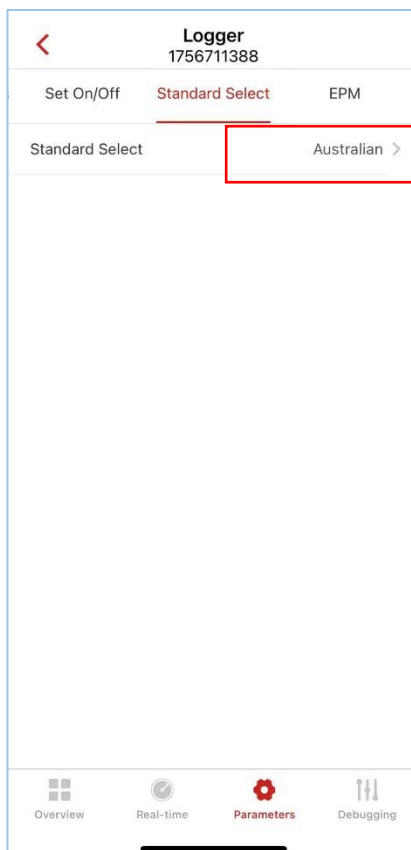 Logger
1756711388
Set On/Off Standard Select EPM
Standard Select Australian
Overview Real-time Parameters Debugging